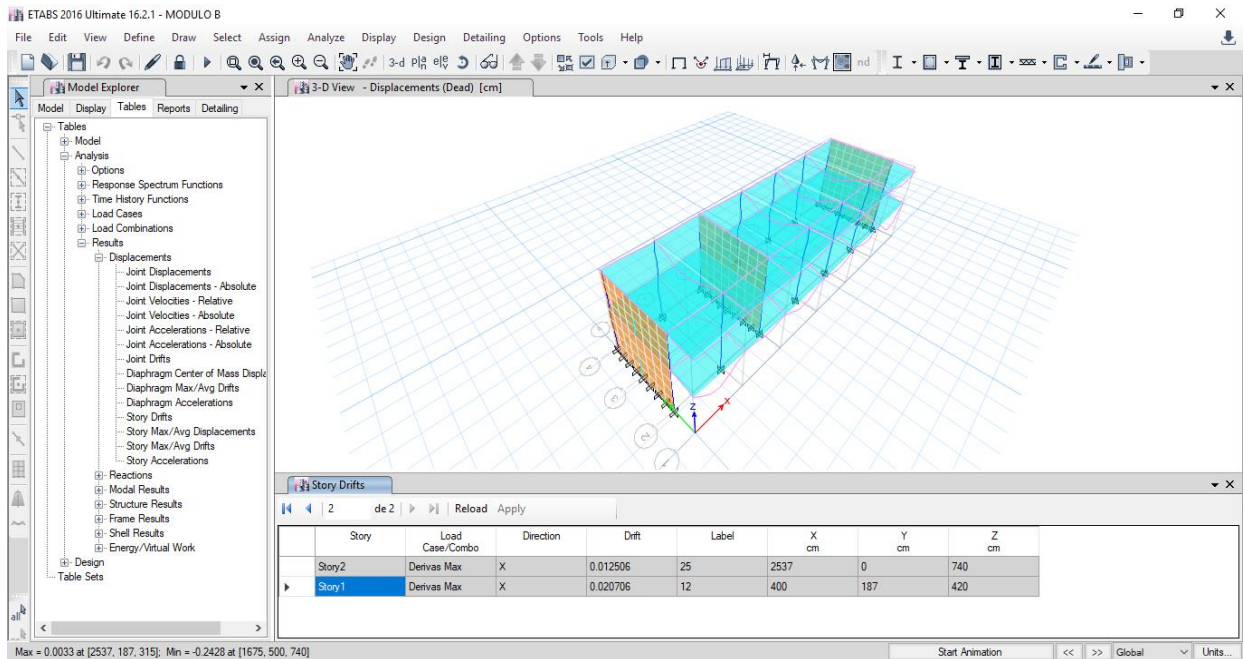 ETABS 2016 Ultimate 16.2.1 - MODULO B
File Edit View Define Draw Select Assign Analyze Display Design Detailing Options Tools Help
3-d nd
Model Explorer
3-D View - Displacements (Dead) [cm]
Model Display Tables Reports Detailing
Tables
Model
Analysis
Options
Response Spectrum Functions
Time History Functions
Load Cases
Load Combinations
Results
Displacements
Joint Displacements
Joint Displacements - Absolute
Joint Velocities - Relative
Joint Velocities - Absolute
Joint Accelerations - Relative
Joint Accelerations - Absolute
Joint Drifts
Diaphragm Center of Mass Displa
Diaphragm Max/Avg Drifts
Diaphragm Accelerations
Story Drifts
Story Max/Avg Displacements
Story Max/Avg Drifts
Story Accelerations
Reactions
Modal Results
Structure Results
Frame Results
Shell Results
Energy/Virtual Work
Design
Table Sets
all
Z X
Story Drifts
2 de 2 Reload Apply
Story Load Case/Combo Direction Drift Label X cm Y cm Z cm
Story2 Derivas Max X 0.012506 25 2537 0 740
Story1 Derivas Max X 0.020706 12 400 187 420
Max = 0.0033 at [2537, 187, 315]; Min = -0.2428 at [1675, 500, 740]
Start Animation << >> Global Units...